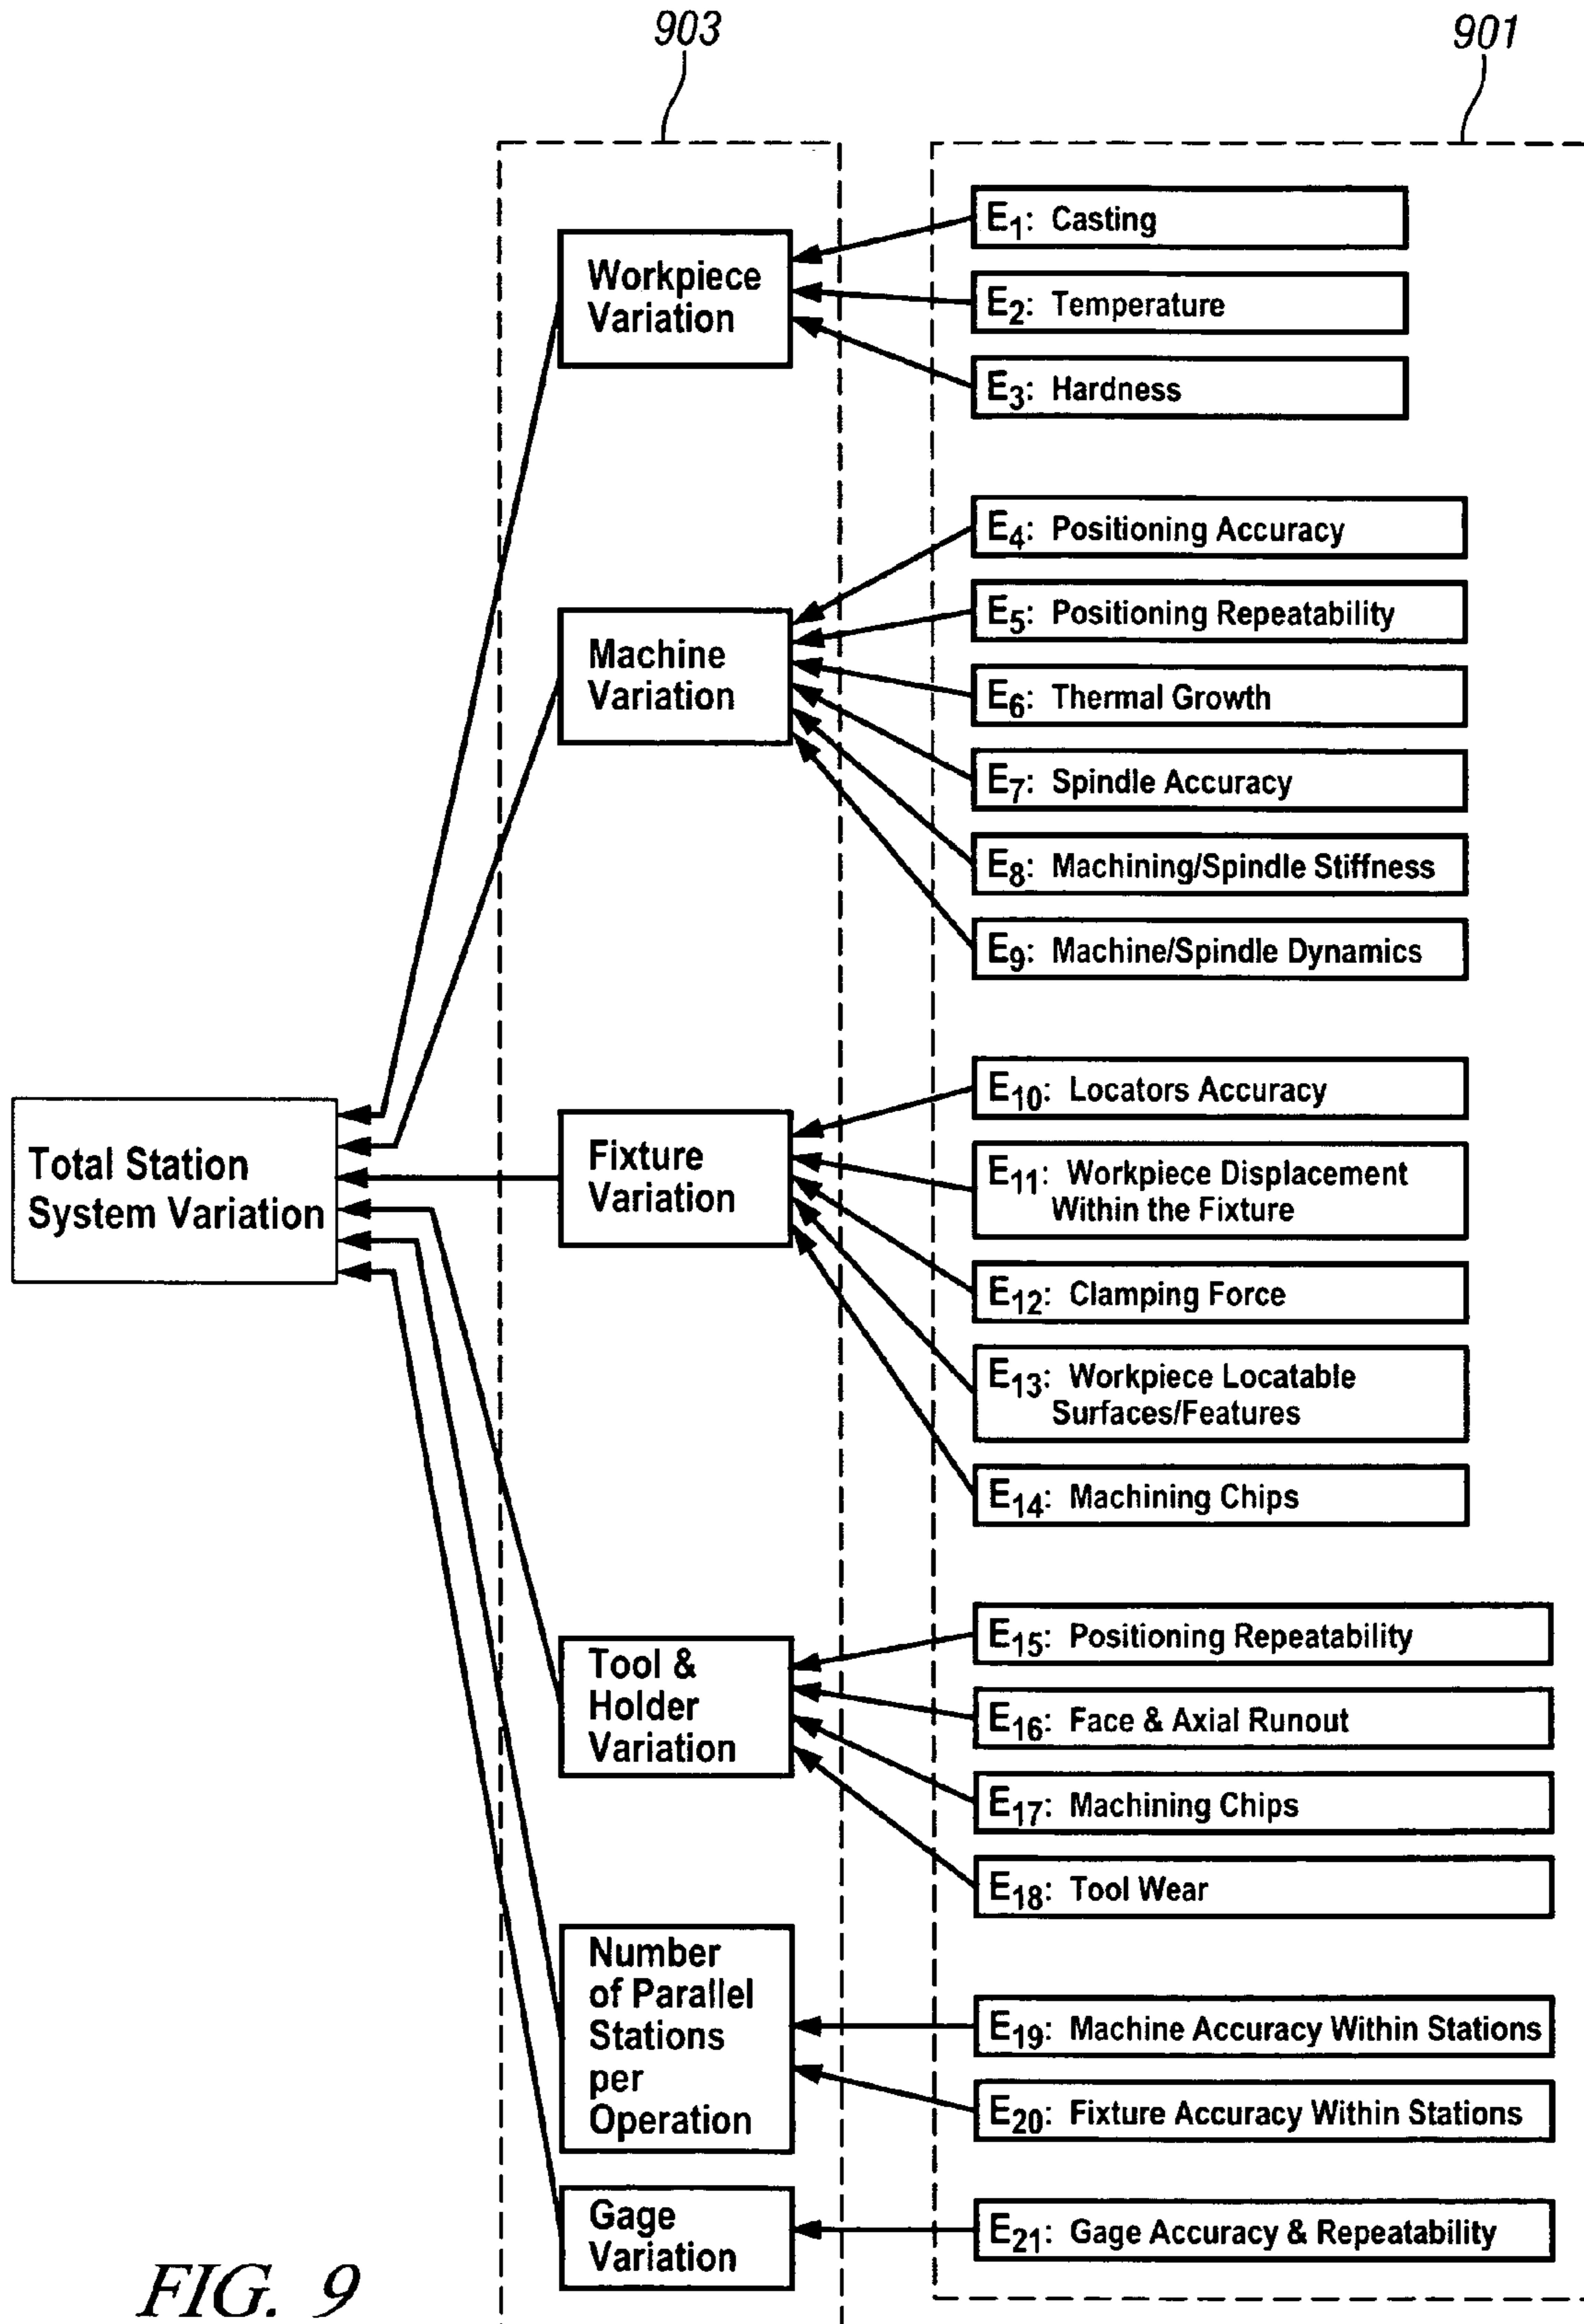 903
901
Workpiece
Variation
E1: Casting
E2: Temperature
E3: Hardness
Machine
Variation
E4: Positioning Accuracy
E5: Positioning Repeatability
E6: Thermal Growth
E7: Spindle Accuracy
E8: Machining/Spindle Stiffness
E9: Machine/Spindle Dynamics
Total Station
System Variation
Fixture
Variation
E10: Locators Accuracy
E11: Workpiece Displacement
Within the Fixture
E12: Clamping Force
E13: Workpiece Locatable
Surfaces/Features
E14: Machining Chips
Tool &
Holder
Variation
E15: Positioning Repeatability
E16: Face & Axial Runout
E17: Machining Chips
E18: Tool Wear
Number
of Parallel
Stations
per
Operation
E19: Machine Accuracy Within Stations
E20: Fixture Accuracy Within Stations
Gage
Variation
E21: Gage Accuracy & Repeatability
FIG. 9